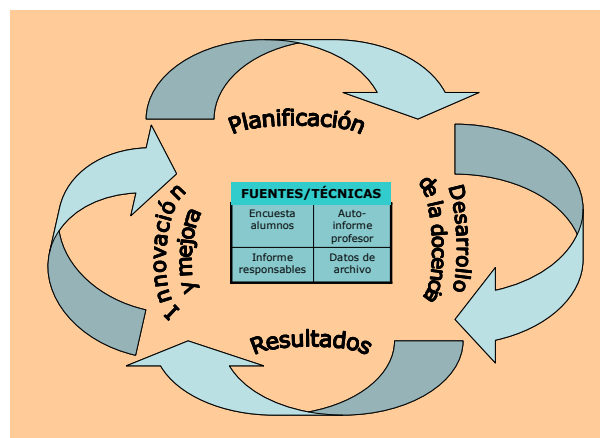 Planificación
Desarrollo
de la docencia
Resultados
Innovación
y mejora
FUENTES/TÉCNICAS
Encuesta
alumnos
Auto-
informe
profesor
Informe
responsables
Datos de
archivo